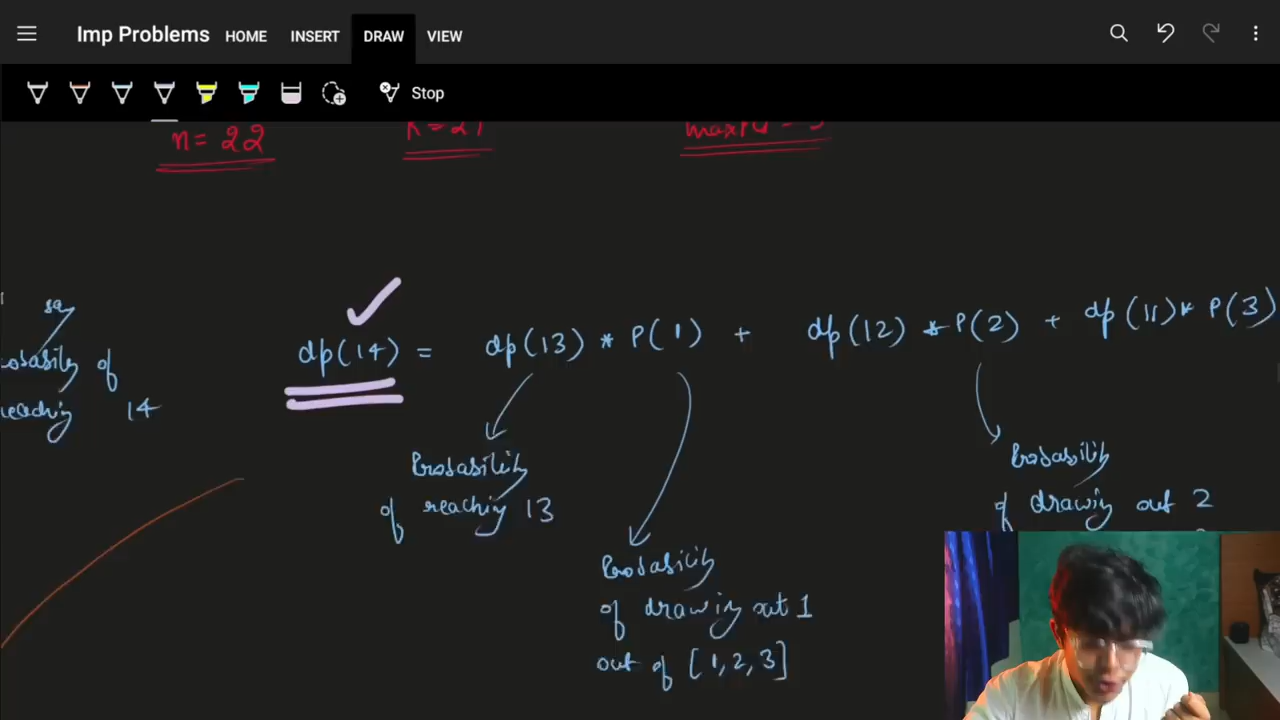 Imp Problems HOME INSERT DRAW VIEW
Stop
n = 22
dp(14) = dp(13) * P(1) + dp(12) * P(2) + dp(11) * P(3)
of
reaching 14
Probability
of reaching 13
Probability
of drawing out 1
out of [1,2,3]
Probability
of drawing out 2